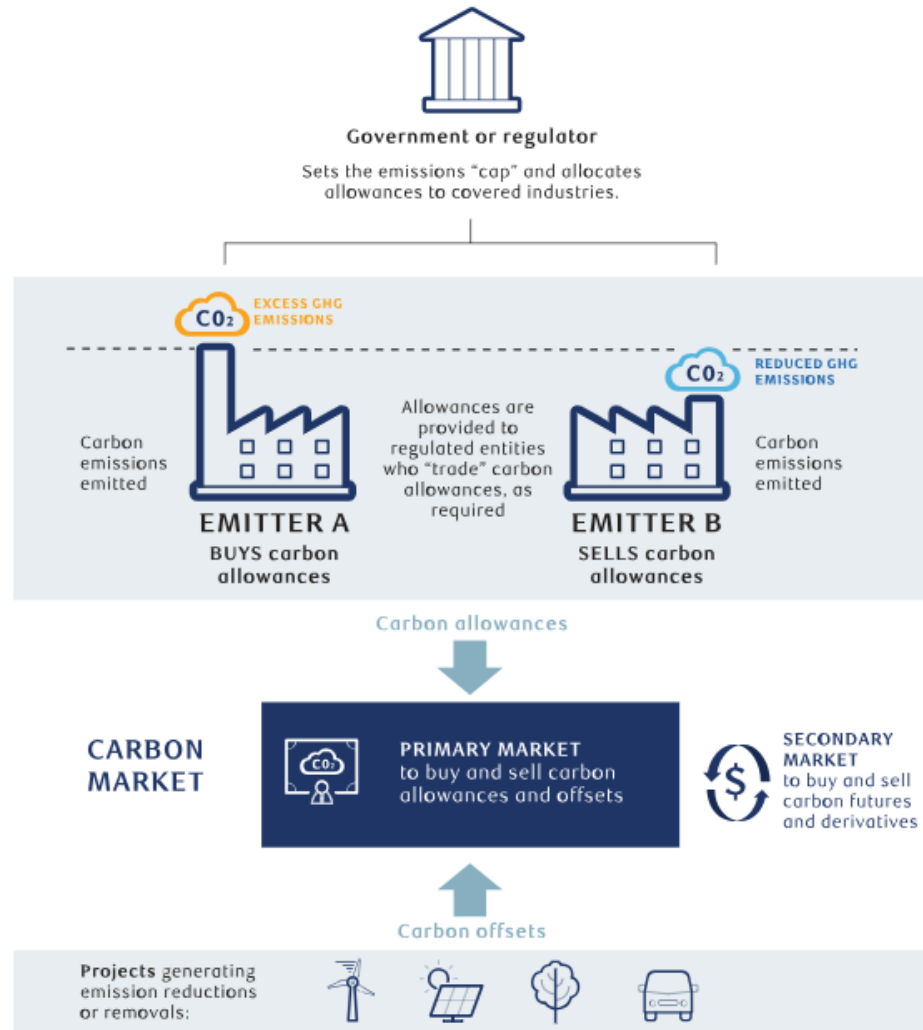 Government or regulator
Sets the emissions “cap” and allocates
allowances to covered industries.
CO₂
EXCESS GHG
EMISSIONS
CO₂
REDUCED GHG
EMISSIONS
Carbon
emissions
emitted
Allowances are
provided to
regulated entities
who “trade” carbon
allowances, as
required
Carbon
emissions
emitted
EMITTER A
BUYS carbon
allowances
EMITTER B
SELLS carbon
allowances
Carbon allowances
CARBON
MARKET
CO₂
PRIMARY MARKET
to buy and sell carbon
allowances and offsets
$
SECONDARY
MARKET
to buy and sell
carbon futures
and derivatives
Carbon offsets
Projects generating
emission reductions
or removals: